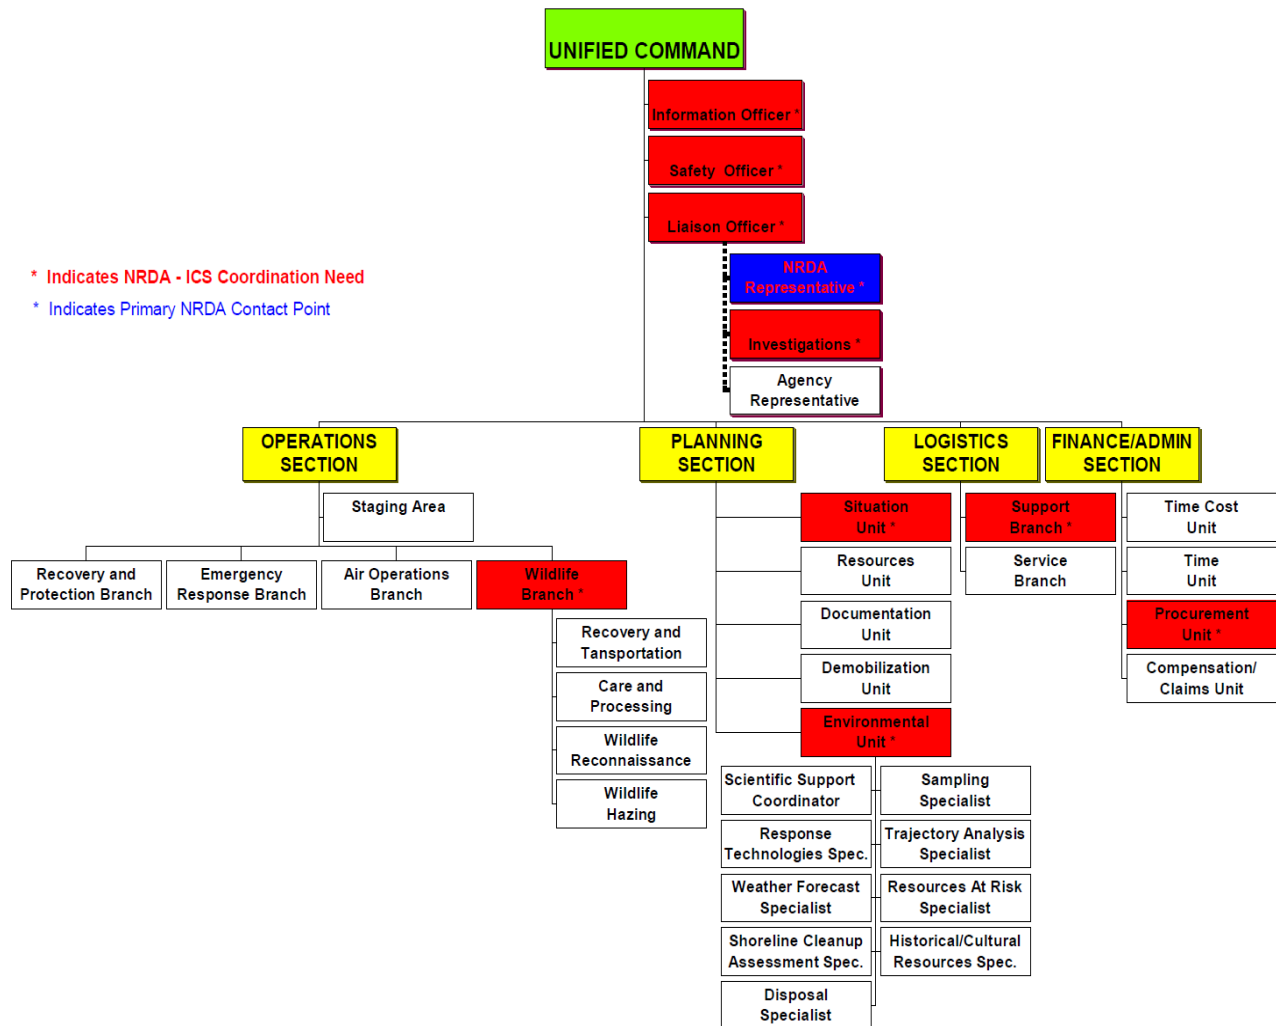 UNIFIED COMMAND
Information Officer *
Safety Officer *
Liaison Officer *
NRDA
Representative *
Investigations *
Agency
Representative
* Indicates NRDA - ICS Coordination Need
* Indicates Primary NRDA Contact Point
OPERATIONS
SECTION
Staging Area
Recovery and
Protection Branch
Emergency
Response Branch
Air Operations
Branch
Wildlife
Branch *
Recovery and
Tansportation
Care and
Processing
Wildlife
Reconnaissance
Wildlife
Hazing
PLANNING
SECTION
Situation
Unit *
Resources
Unit
Documentation
Unit
Demobilization
Unit
Environmental
Unit *
Scientific Support
Coordinator
Sampling
Specialist
Response
Technologies Spec.
Trajectory Analysis
Specialist
Weather Forecast
Specialist
Resources At Risk
Specialist
Shoreline Cleanup
Assessment Spec.
Historical/Cultural
Resources Spec.
Disposal
Specialist
LOGISTICS
SECTION
Support
Branch *
Service
Branch
FINANCE/ADMIN
SECTION
Time Cost
Unit
Time
Unit
Procurement
Unit *
Compensation/
Claims Unit